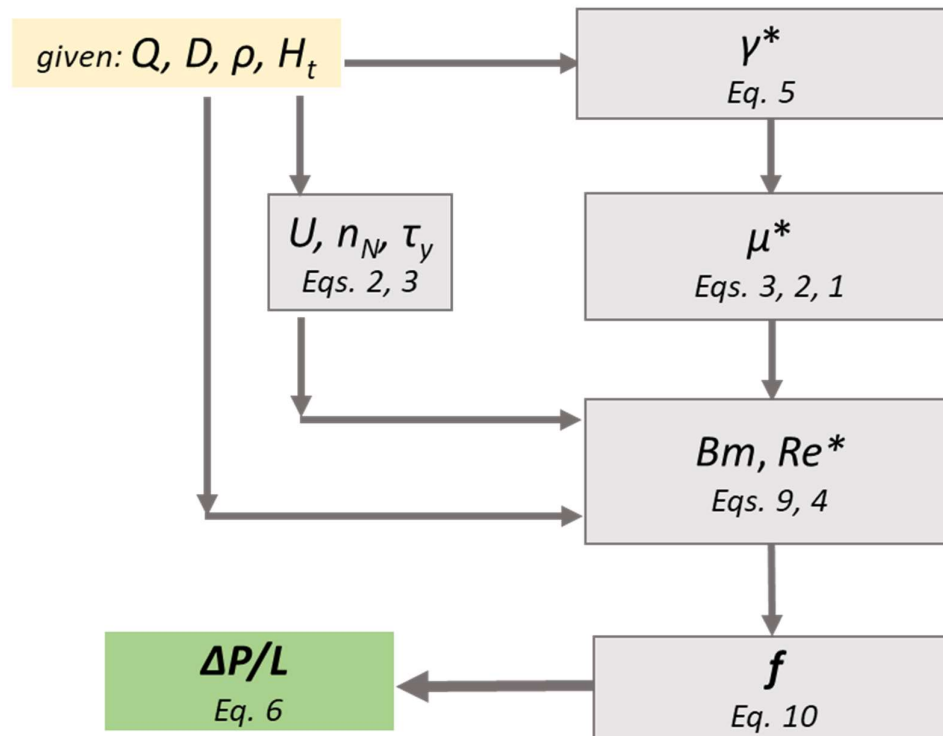 given: Q, D, ρ, Hₜ
γ*
Eq. 5
U, n_N, τ_y
Eqs. 2, 3
μ*
Eqs. 3, 2, 1
Bm, Re*
Eqs. 9, 4
ΔP/L
Eq. 6
f
Eq. 10